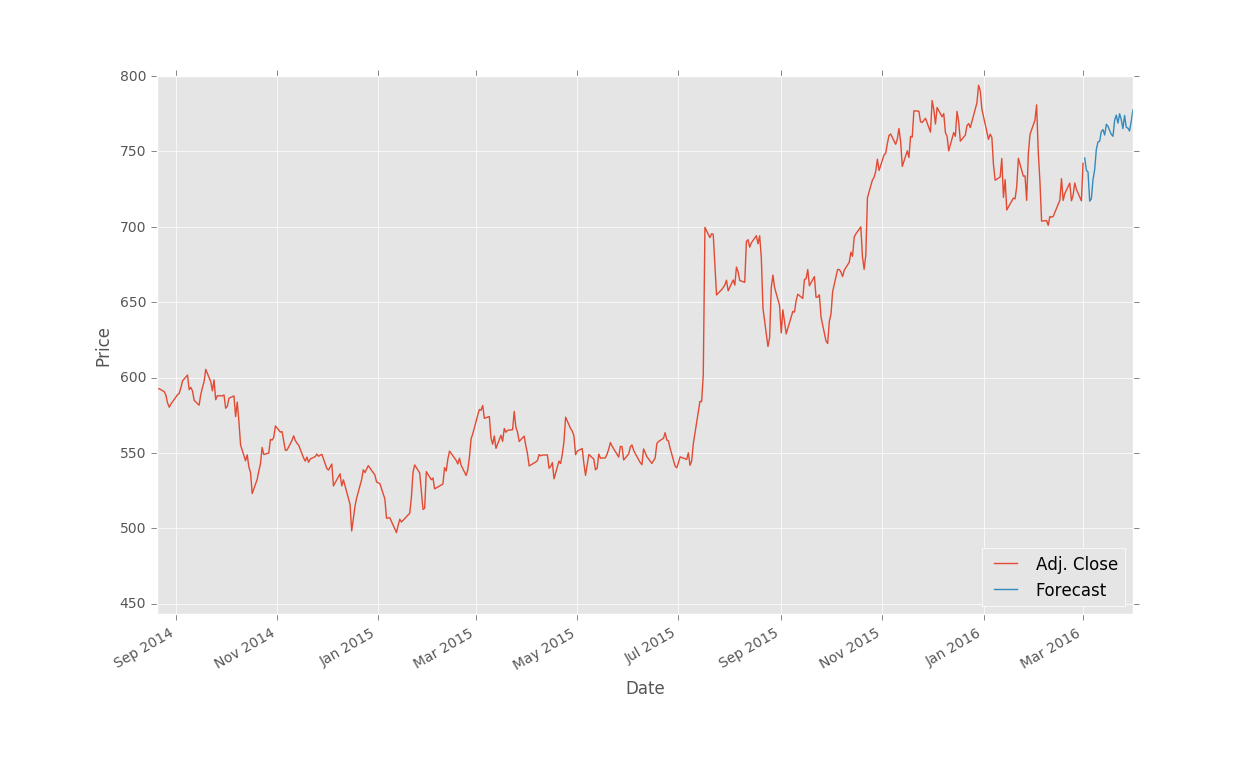 800
750
700
650
600
550
500
450
Price
Sep 2014
Nov 2014
Jan 2015
Mar 2015
May 2015
Jul 2015
Sep 2015
Nov 2015
Jan 2016
Mar 2016
Date
Adj. Close
Forecast